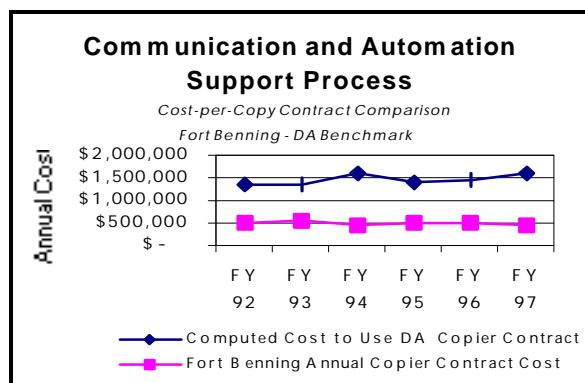 Communication and Automation
Support Process
Cost-per-Copy Contract Comparison
Fort Benning - DA Benchmark
Annual Cost
$2,000,000
$1,500,000
$1,000,000
$500,000
$-
FY FY FY FY FY FY
92 93 94 95 96 97
Computed Cost to Use DA Copier Contract
Fort Benning Annual Copier Contract Cost